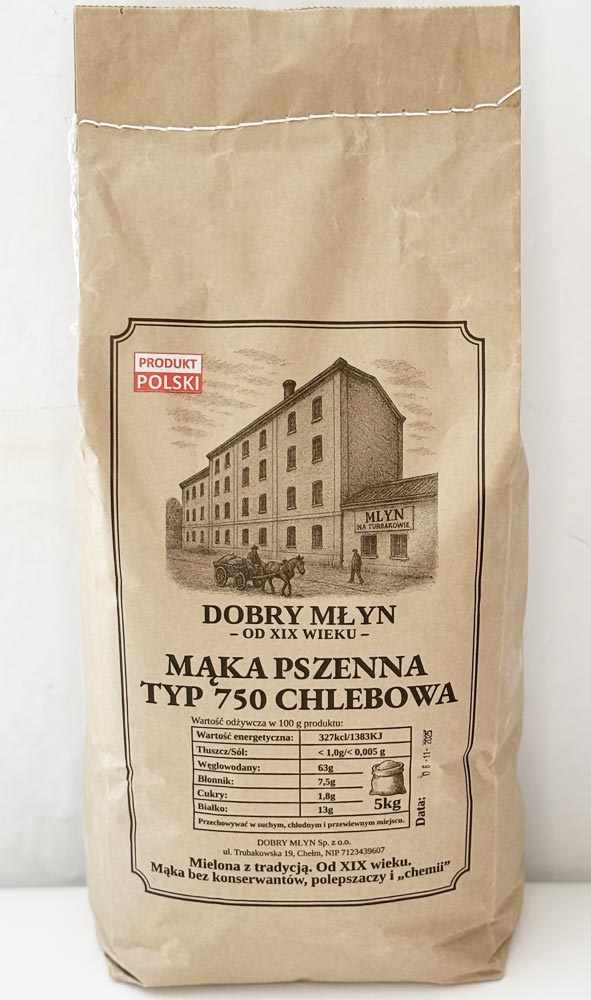 PRODUKT
POLSKI
MŁYN
NA TURBAKOWIE
DOBRY MŁYN
– OD XIX WIEKU –
MĄKA PSZENNA
TYP 750 CHLEBOWA
Wartość odżywcza w 100 g produktu:
Wartość energetyczna: 327kcl/1383KJ
Tłuszcz/Sól: < 1,0g/< 0,005 g
Węglowodany: 63g
Błonnik: 7,5g
Cukry: 1,8g
Białko: 13g
5kg
Przechowywać w suchym, chłodnym i przewiewnym miejscu.
Data: 06-11-2025
DOBRY MŁYN Sp. z o.o.
ul. Trubakowska 19, Chełm, NIP 7123439607
Mielona z tradycją. Od XIX wieku.
Mąka bez konserwantów, polepszaczy i „chemii”